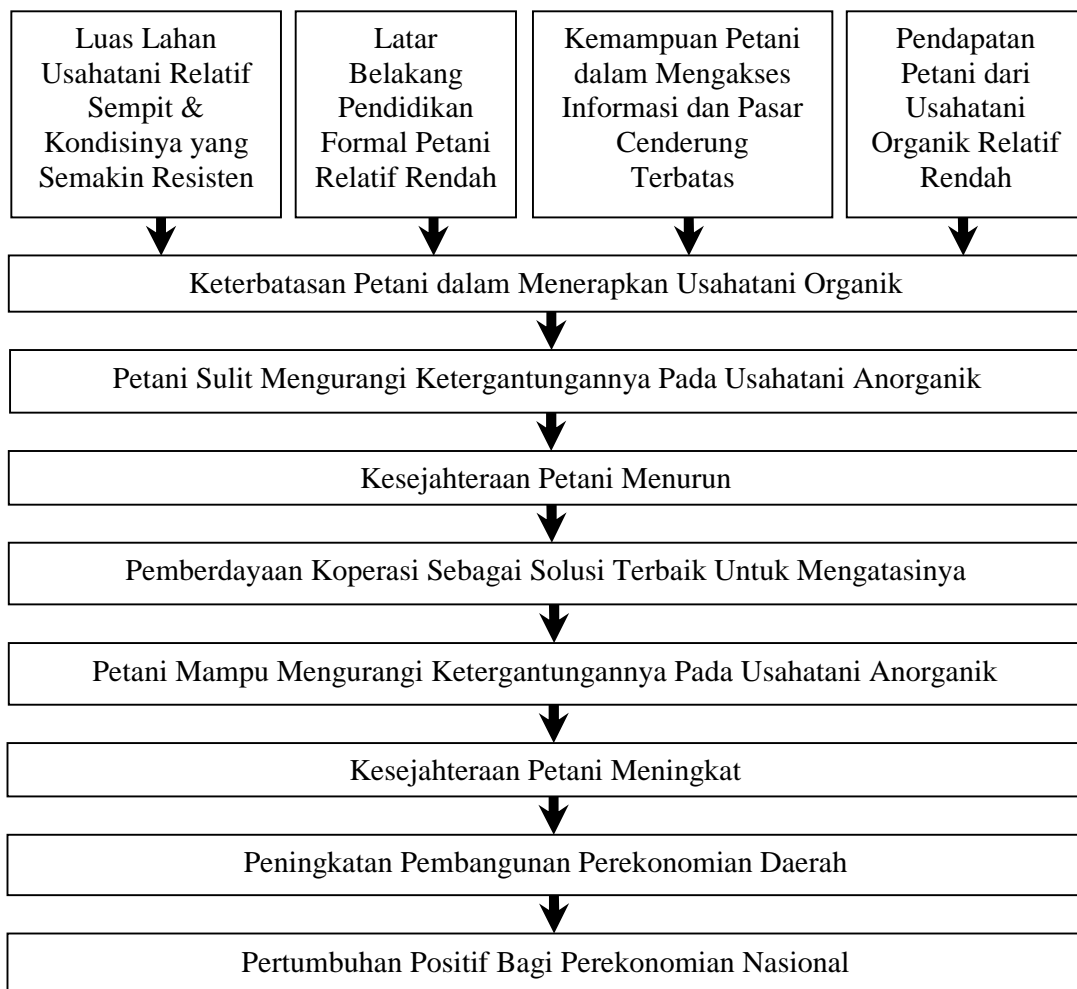 Luas Lahan
Usahatani Relatif
Sempit &
Kondisinya yang
Semakin Resisten
Latar
Belakang
Pendidikan
Formal Petani
Relatif Rendah
Kemampuan Petani
dalam Mengakses
Informasi dan Pasar
Cenderung
Terbatas
Pendapatan
Petani dari
Usahatani
Organik Relatif
Rendah
Keterbatasan Petani dalam Menerapkan Usahatani Organik
Petani Sulit Mengurangi Ketergantungannya Pada Usahatani Anorganik
Kesejahteraan Petani Menurun
Pemberdayaan Koperasi Sebagai Solusi Terbaik Untuk Mengatasinya
Petani Mampu Mengurangi Ketergantungannya Pada Usahatani Anorganik
Kesejahteraan Petani Meningkat
Peningkatan Pembangunan Perekonomian Daerah
Pertumbuhan Positif Bagi Perekonomian Nasional